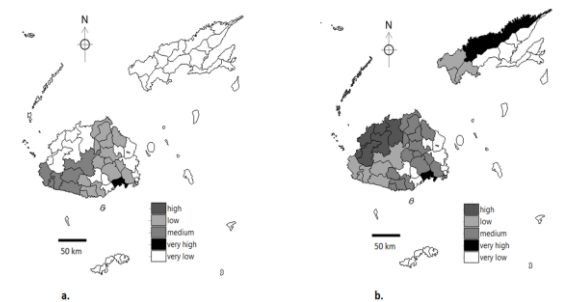 N
high
low
medium
very high
very low
50 km
a.
N
high
low
medium
very high
very low
50 km
b.